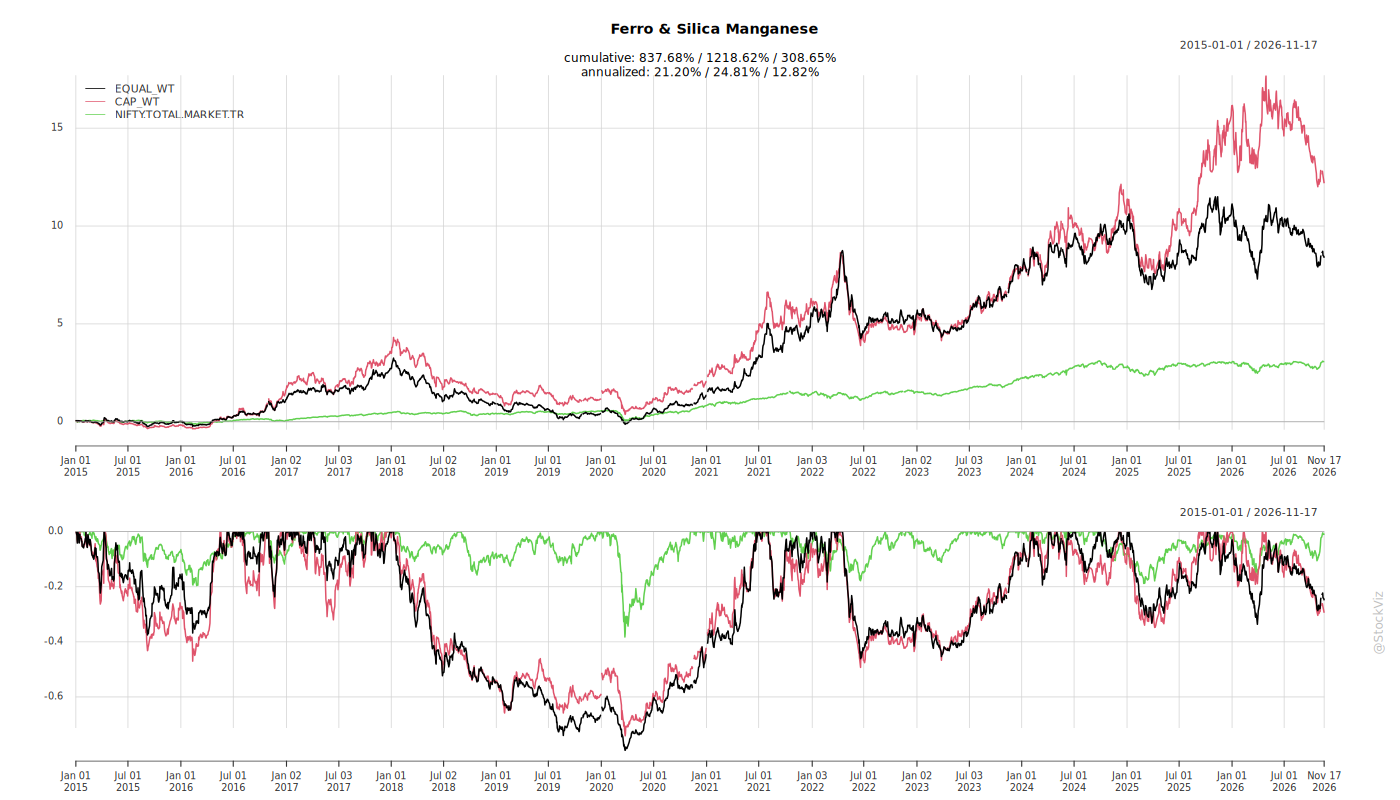 Ferro & Silica Manganese
2015-01-01 / 2026-11-17
cumulative: 837.68% / 1218.62% / 308.65%
annualized: 21.20% / 24.81% / 12.82%
EQUAL_WT
CAP_WT
NIFTY.TOTAL.MARKET.TR
15
10
5
0
Jan 01 Jul 01 Jan 01 Jul 01 Jan 02 Jul 03 Jan 01 Jul 02 Jan 01 Jul 01 Jan 01 Jul 01 Jan 01 Jul 01 Jan 03 Jul 01 Jan 02 Jul 03 Jan 01 Jul 01 Jan 01 Jul 01 Jan 01 Jul 01 Nov 17
2015 2015 2016 2016 2017 2017 2018 2018 2019 2019 2020 2020 2021 2021 2022 2022 2023 2023 2024 2024 2025 2025 2026 2026 2026
2015-01-01 / 2026-11-17
0.0
-0.2
-0.4
-0.6
Jan 01 Jul 01 Jan 01 Jul 01 Jan 02 Jul 03 Jan 01 Jul 02 Jan 01 Jul 01 Jan 01 Jul 01 Jan 01 Jul 01 Jan 03 Jul 01 Jan 02 Jul 03 Jan 01 Jul 01 Jan 01 Jul 01 Jan 01 Jul 01 Nov 17
2015 2015 2016 2016 2017 2017 2018 2018 2019 2019 2020 2020 2021 2021 2022 2022 2023 2023 2024 2024 2025 2025 2026 2026 2026
@StockViz